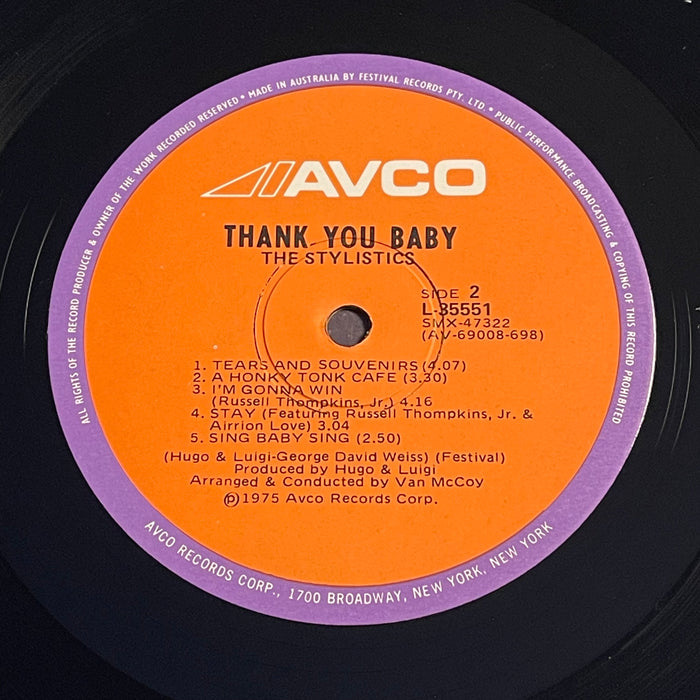 ALL RIGHTS OF THE RECORD PRODUCER & OWNER OF THE WORK RECORDED RESERVED • MADE IN AUSTRALIA BY FESTIVAL RECORDS PTY. LTD. • PUBLIC PERFORMANCE BROADCASTING & COPYING OF THIS RECORD PROHIBITED
AVCO
THANK YOU BABY
THE STYLISTICS
SIDE 2
L-35551
SMX-47322
(AV-69008-698)
1. TEARS AND SOUVENIRS (4.07)
2. A HONKY TONK CAFE (3.30)
3. I'M GONNA WIN
(Russell Thompkins, Jr.) 4.16
4. STAY (Featuring Russell Thompkins, Jr. &
Airrion Love) 3.04
5. SING BABY SING (2.50)
(Hugo & Luigi-George David Weiss) (Festival)
Produced by Hugo & Luigi
Arranged & Conducted by Van McCoy
℗1975 Avco Records Corp.
AVCO RECORDS CORP., 1700 BROADWAY, NEW YORK, NEW YORK